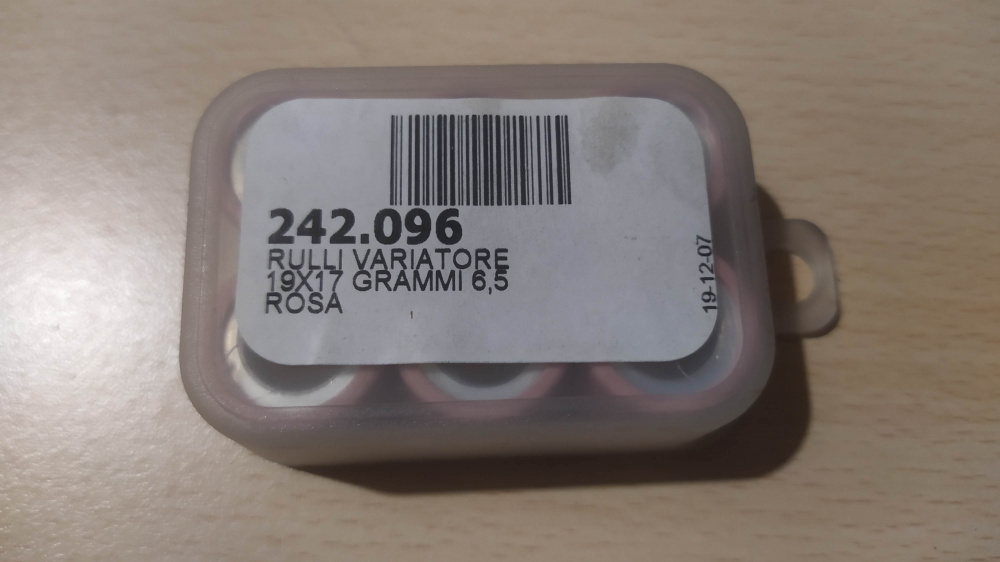 242.096
RULLI VARIATORE
19X17 GRAMMI 6,5
ROSA
19-12-07